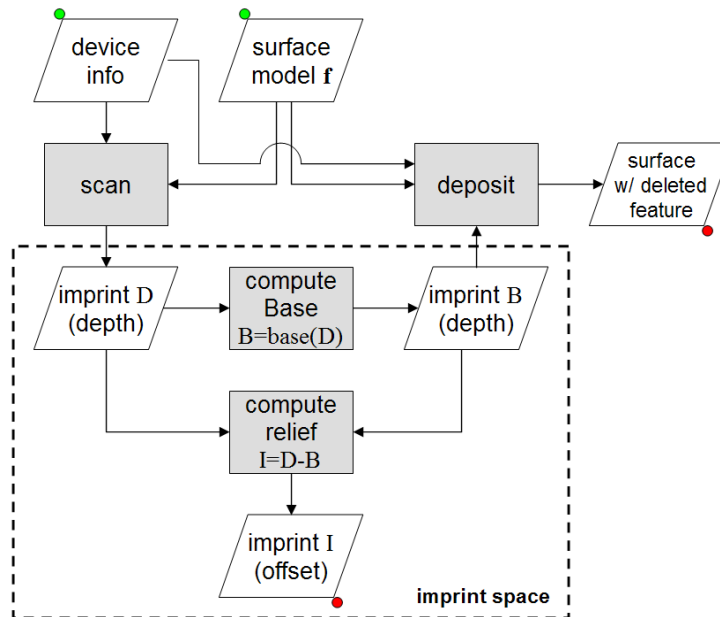 device
info
surface
model f
scan
deposit
surface
w/ deleted
feature
imprint D
(depth)
compute
Base
B=base(D)
imprint B
(depth)
compute
relief
I=D-B
imprint I
(offset)
imprint space